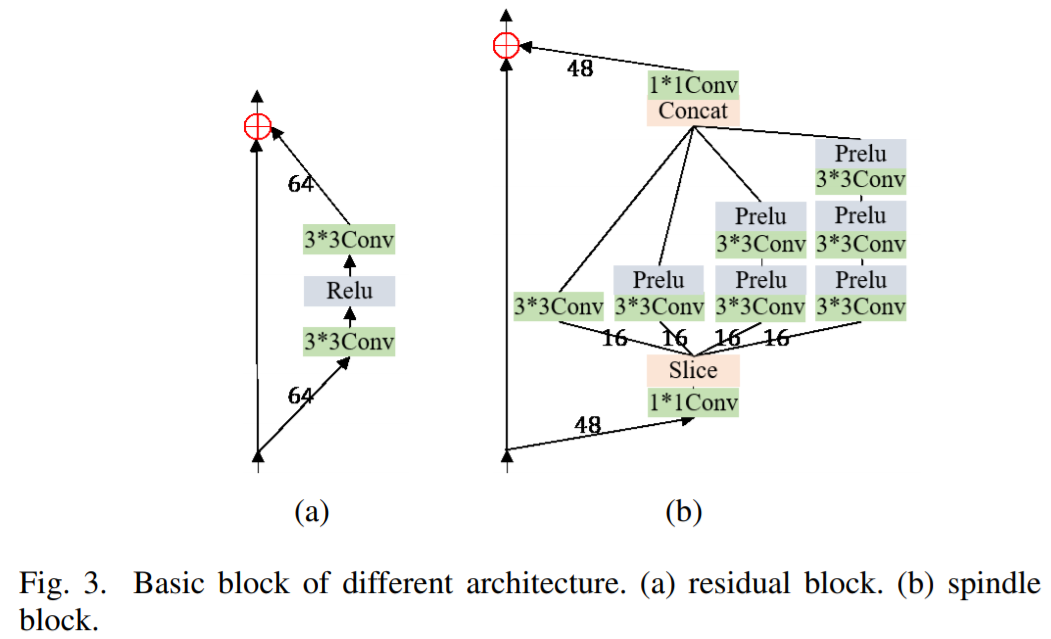 48
1*1Conv
Concat
Prelu
3*3Conv
64
Prelu Prelu
3*3Conv 3*3Conv 3*3Conv
Relu Prelu Prelu Prelu
3*3Conv 3*3Conv 3*3Conv 3*3Conv
3*3Conv 16 16 16 16
Slice
64 1*1Conv
48
(a) (b)
Fig. 3. Basic block of different architecture. (a) residual block. (b) spindle
block.